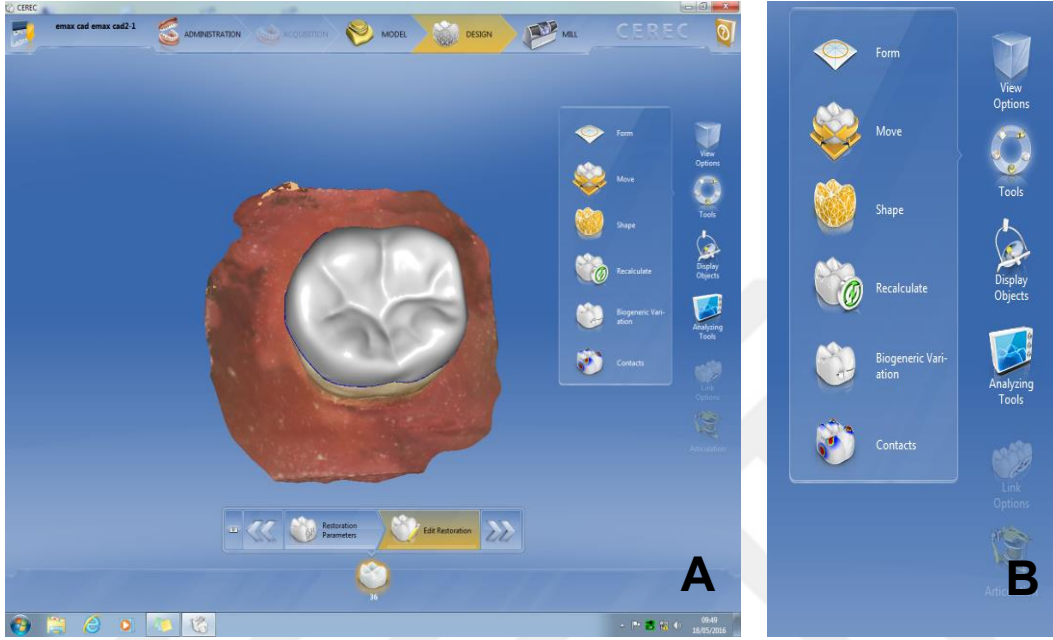 CEREC
emax cad emax cad2-1
ADMINISTRATION
ACQUISITION
MODEL
DESIGN
MILL
CEREC
Form
Move
Shape
Recalculate
Biogeneric Vari-
ation
Contacts
View
Options
Tools
Display
Objects
Analyzing
Tools
Link
Options
Articulation
Restoration
Parameters
Edit Restoration
36
09:49
18/05/2016
A
Form
Move
Shape
Recalculate
Biogeneric Vari-
ation
Contacts
View
Options
Tools
Display
Objects
Analyzing
Tools
Link
Options
B